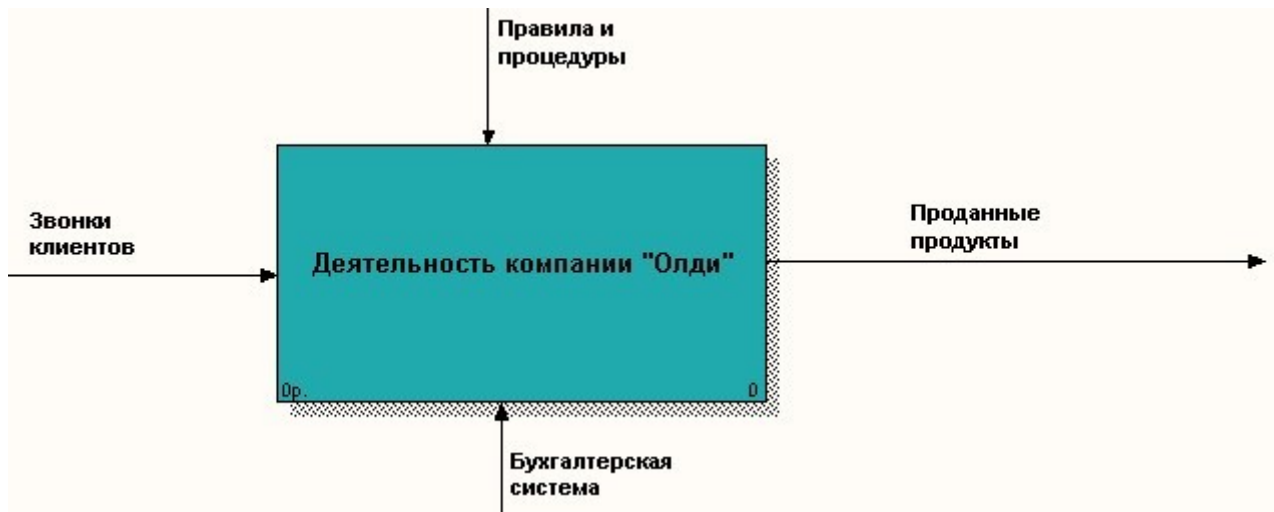 Правила и
процедуры
Звонки
клиентов
Деятельность компании "Олди"
Проданные
продукты
0р.
0
Бухгалтерская
система